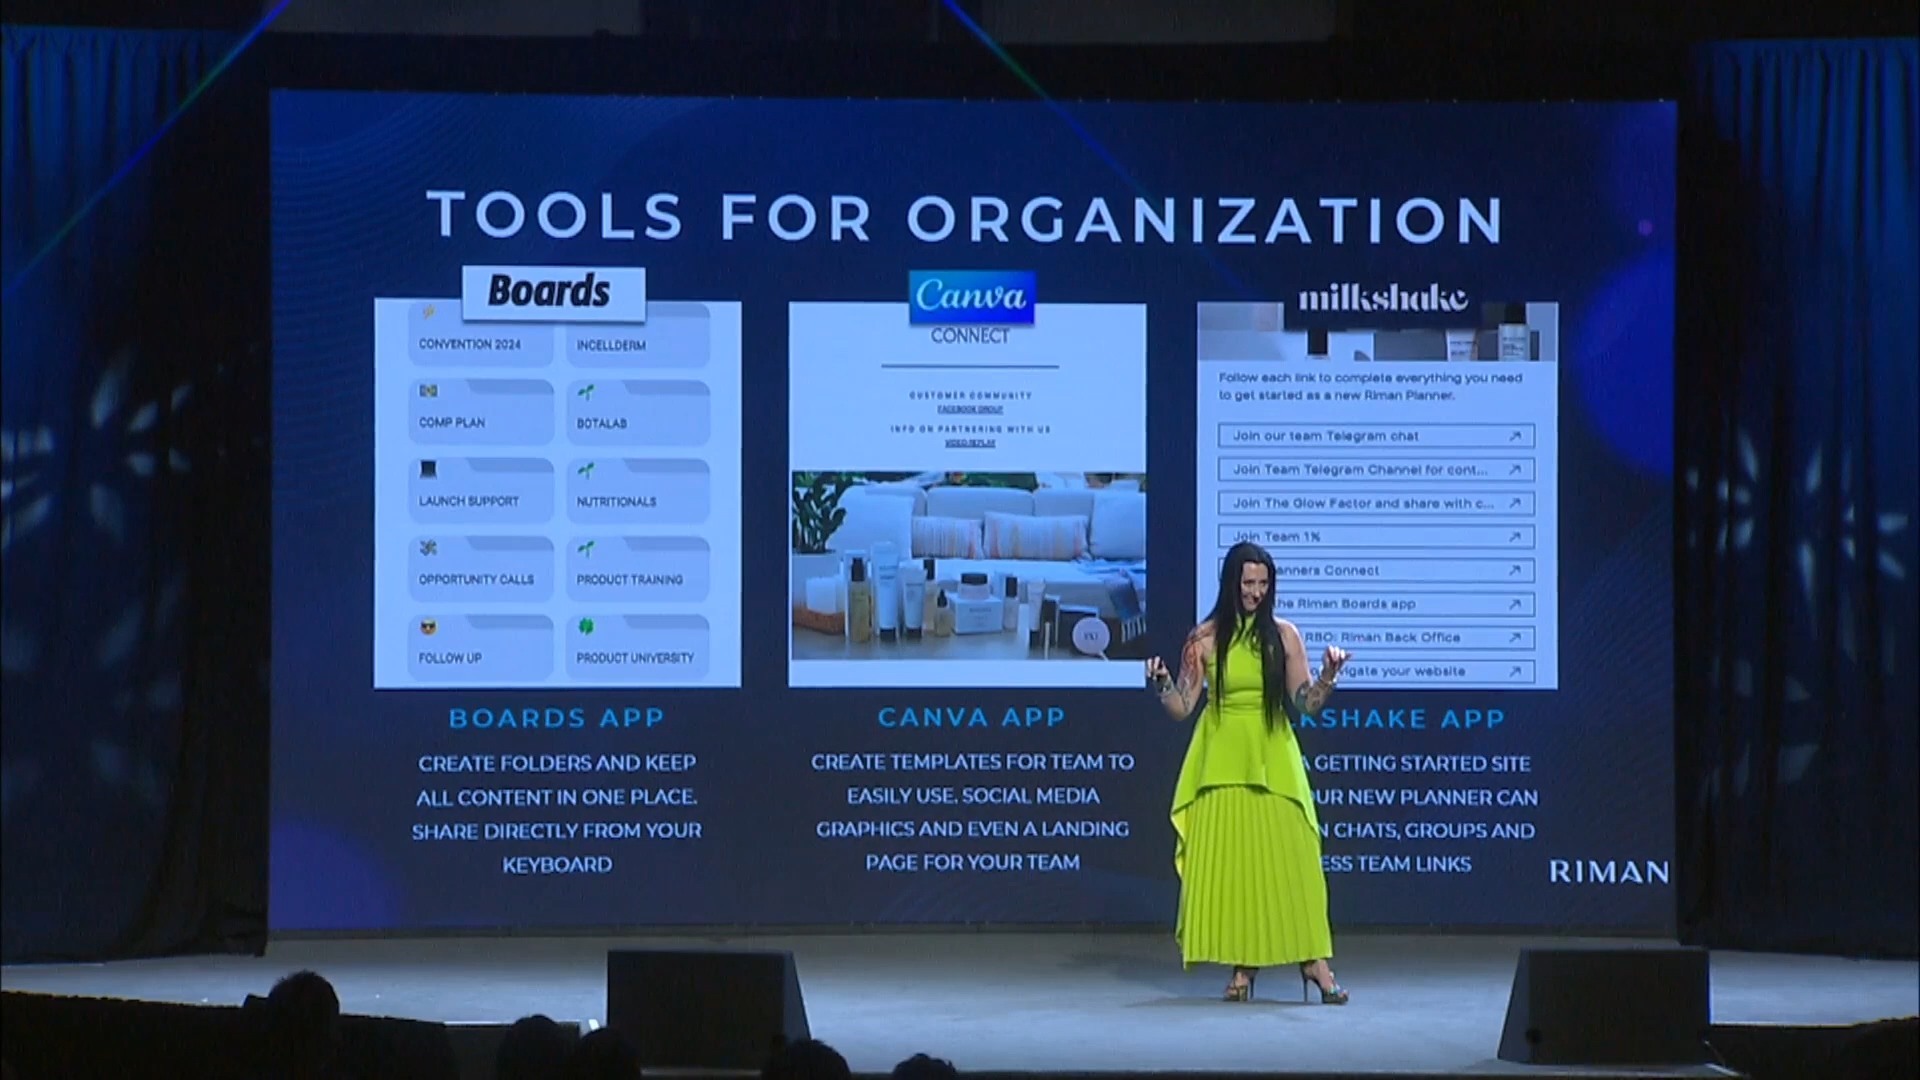 TOOLS FOR ORGANIZATION
Boards
CONVENTION 2024
INCELLDERM
COMP PLAN
BOTALAB
LAUNCH SUPPORT
NUTRITIONALS
OPPORTUNITY CALLS
PRODUCT TRAINING
FOLLOW UP
PRODUCT UNIVERSITY
BOARDS APP
CREATE FOLDERS AND KEEP
ALL CONTENT IN ONE PLACE.
SHARE DIRECTLY FROM YOUR
KEYBOARD
Canva
CONNECT
CUSTOMER COMMUNITY
FACEBOOK GROUP
INFO ON PARTNERING WITH US
VIDEO REPLAY
CANVA APP
CREATE TEMPLATES FOR TEAM TO
EASILY USE. SOCIAL MEDIA
GRAPHICS AND EVEN A LANDING
PAGE FOR YOUR TEAM
milkshake
Follow each link to complete everything you need
to get started as a new Riman Planner.
Join our team Telegram chat
Join Team Telegram Channel for cont...
Join The Glow Factor and share with c...
Join Team 1%
Connect
the Riman Boards app
RBO: Riman Back Office
your website
APP
GETTING STARTED SITE
NEW PLANNER CAN
CHATS, GROUPS AND
TEAM LINKS
RIMAN